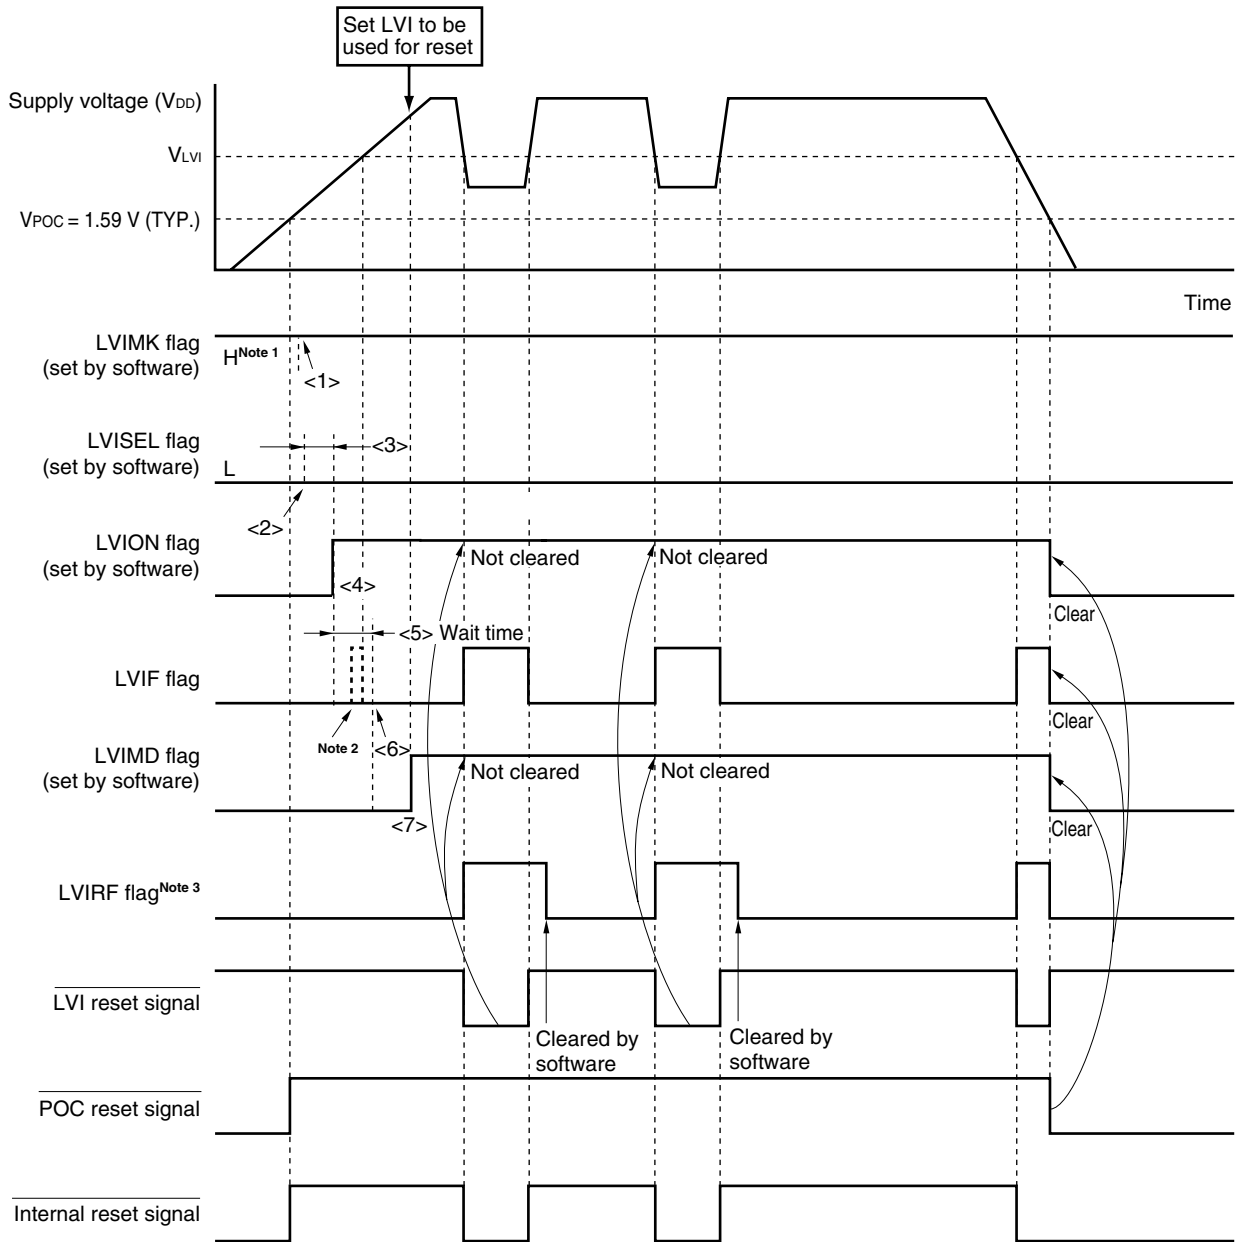 Set LVI to be
used for reset
Supply voltage (VDD)
VLVI
VPOC = 1.59 V (TYP.)
Time
LVIMK flag
(set by software)
H Note 1
<1>
LVISEL flag
(set by software)
<3>
L
<2>
LVION flag
(set by software)
Not cleared
Not cleared
<4>
Clear
<5> Wait time
LVIF flag
Note 2
<6>
Clear
LVIMD flag
(set by software)
Not cleared
Not cleared
<7>
Clear
LVIRF flag Note 3
LVI reset signal
Cleared by
software
Cleared by
software
POC reset signal
Internal reset signal